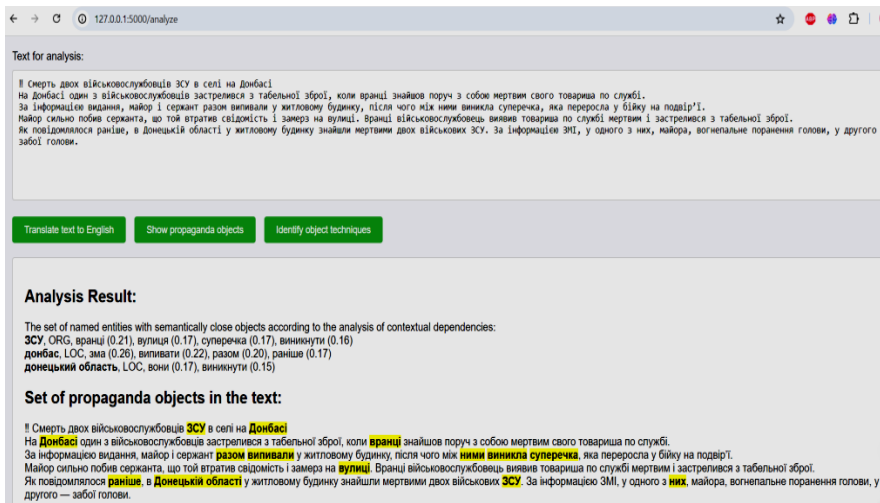 127.0.0.1:5000/analyze
Text for analysis:
‼ Смерть двох військовослужбовців ЗСУ в селі на Донбасі
На Донбасі один з військовослужбовців застрелився з табельної зброї, коли вранці знайшов поруч з собою мертвим свого товариша по службі.
За інформацією видання, майор і сержант разом випивали у житловому будинку, після чого між ними виникла суперечка, яка переросла у бійку на подвір’ї.
Майор сильно побив сержанта, що той втратив свідомість і замерз на вулиці. Вранці військовослужбовець виявив товариша по службі мертвим і застрелився з табельної зброї.
Як повідомлялося раніше, в Донецькій області у житловому будинку знайшли мертвими двох військових ЗСУ. За інформацією ЗМІ, у одного з них, майора, вогнепальне поранення голови, у другого —
забої голови.
Translate text to English Show propaganda objects Identify object techniques
Analysis Result:
The set of named entities with semantically close objects according to the analysis of contextual dependencies:
ЗСУ, ORG, вранці (0.21), вулиця (0.17), суперечка (0.17), виникнути (0.16)
донбас, LOC, зма (0.26), випивати (0.22), разом (0.20), раніше (0.17)
донецький область, LOC, вони (0.17), виникнути (0.15)
Set of propaganda objects in the text:
‼ Смерть двох військовослужбовців ЗСУ в селі на Донбасі
На Донбасі один з військовослужбовців застрелився з табельної зброї, коли вранці знайшов поруч з собою мертвим свого товариша по службі.
За інформацією видання, майор і сержант разом випивали у житловому будинку, після чого між ними виникла суперечка, яка переросла у бійку на подвір’ї.
Майор сильно побив сержанта, що той втратив свідомість і замерз на вулиці. Вранці військовослужбовець виявив товариша по службі мертвим і застрелився з табельної зброї.
Як повідомлялося раніше, в Донецькій області у житловому будинку знайшли мертвими двох військових ЗСУ. За інформацією ЗМІ, у одного з них, майора, вогнепальне поранення голови, у
другого — забої голови.